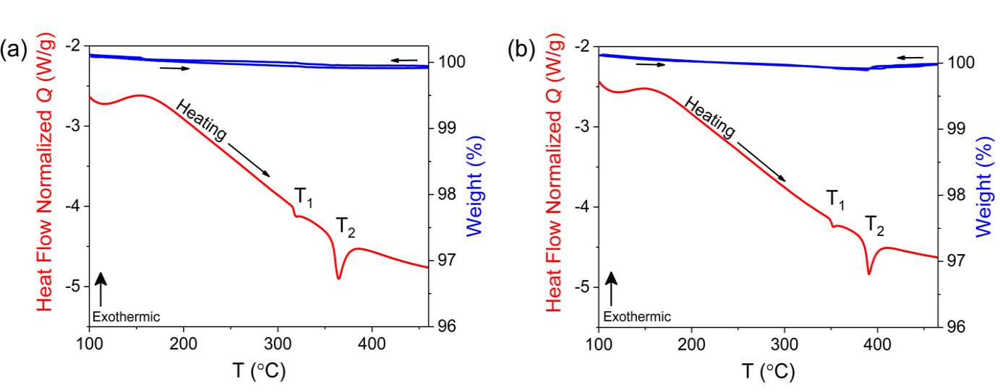 (a)
Heat Flow Normalized Q (W/g)
-2
-3
-4
-5
Heating
T1
T2
Exothermic
100
200
300
400
T (°C)
100
99
98
97
96
Weight (%)
(b)
Heat Flow Normalized Q (W/g)
-2
-3
-4
-5
Heating
T1
T2
Exothermic
100
200
300
400
T (°C)
100
99
98
97
96
Weight (%)